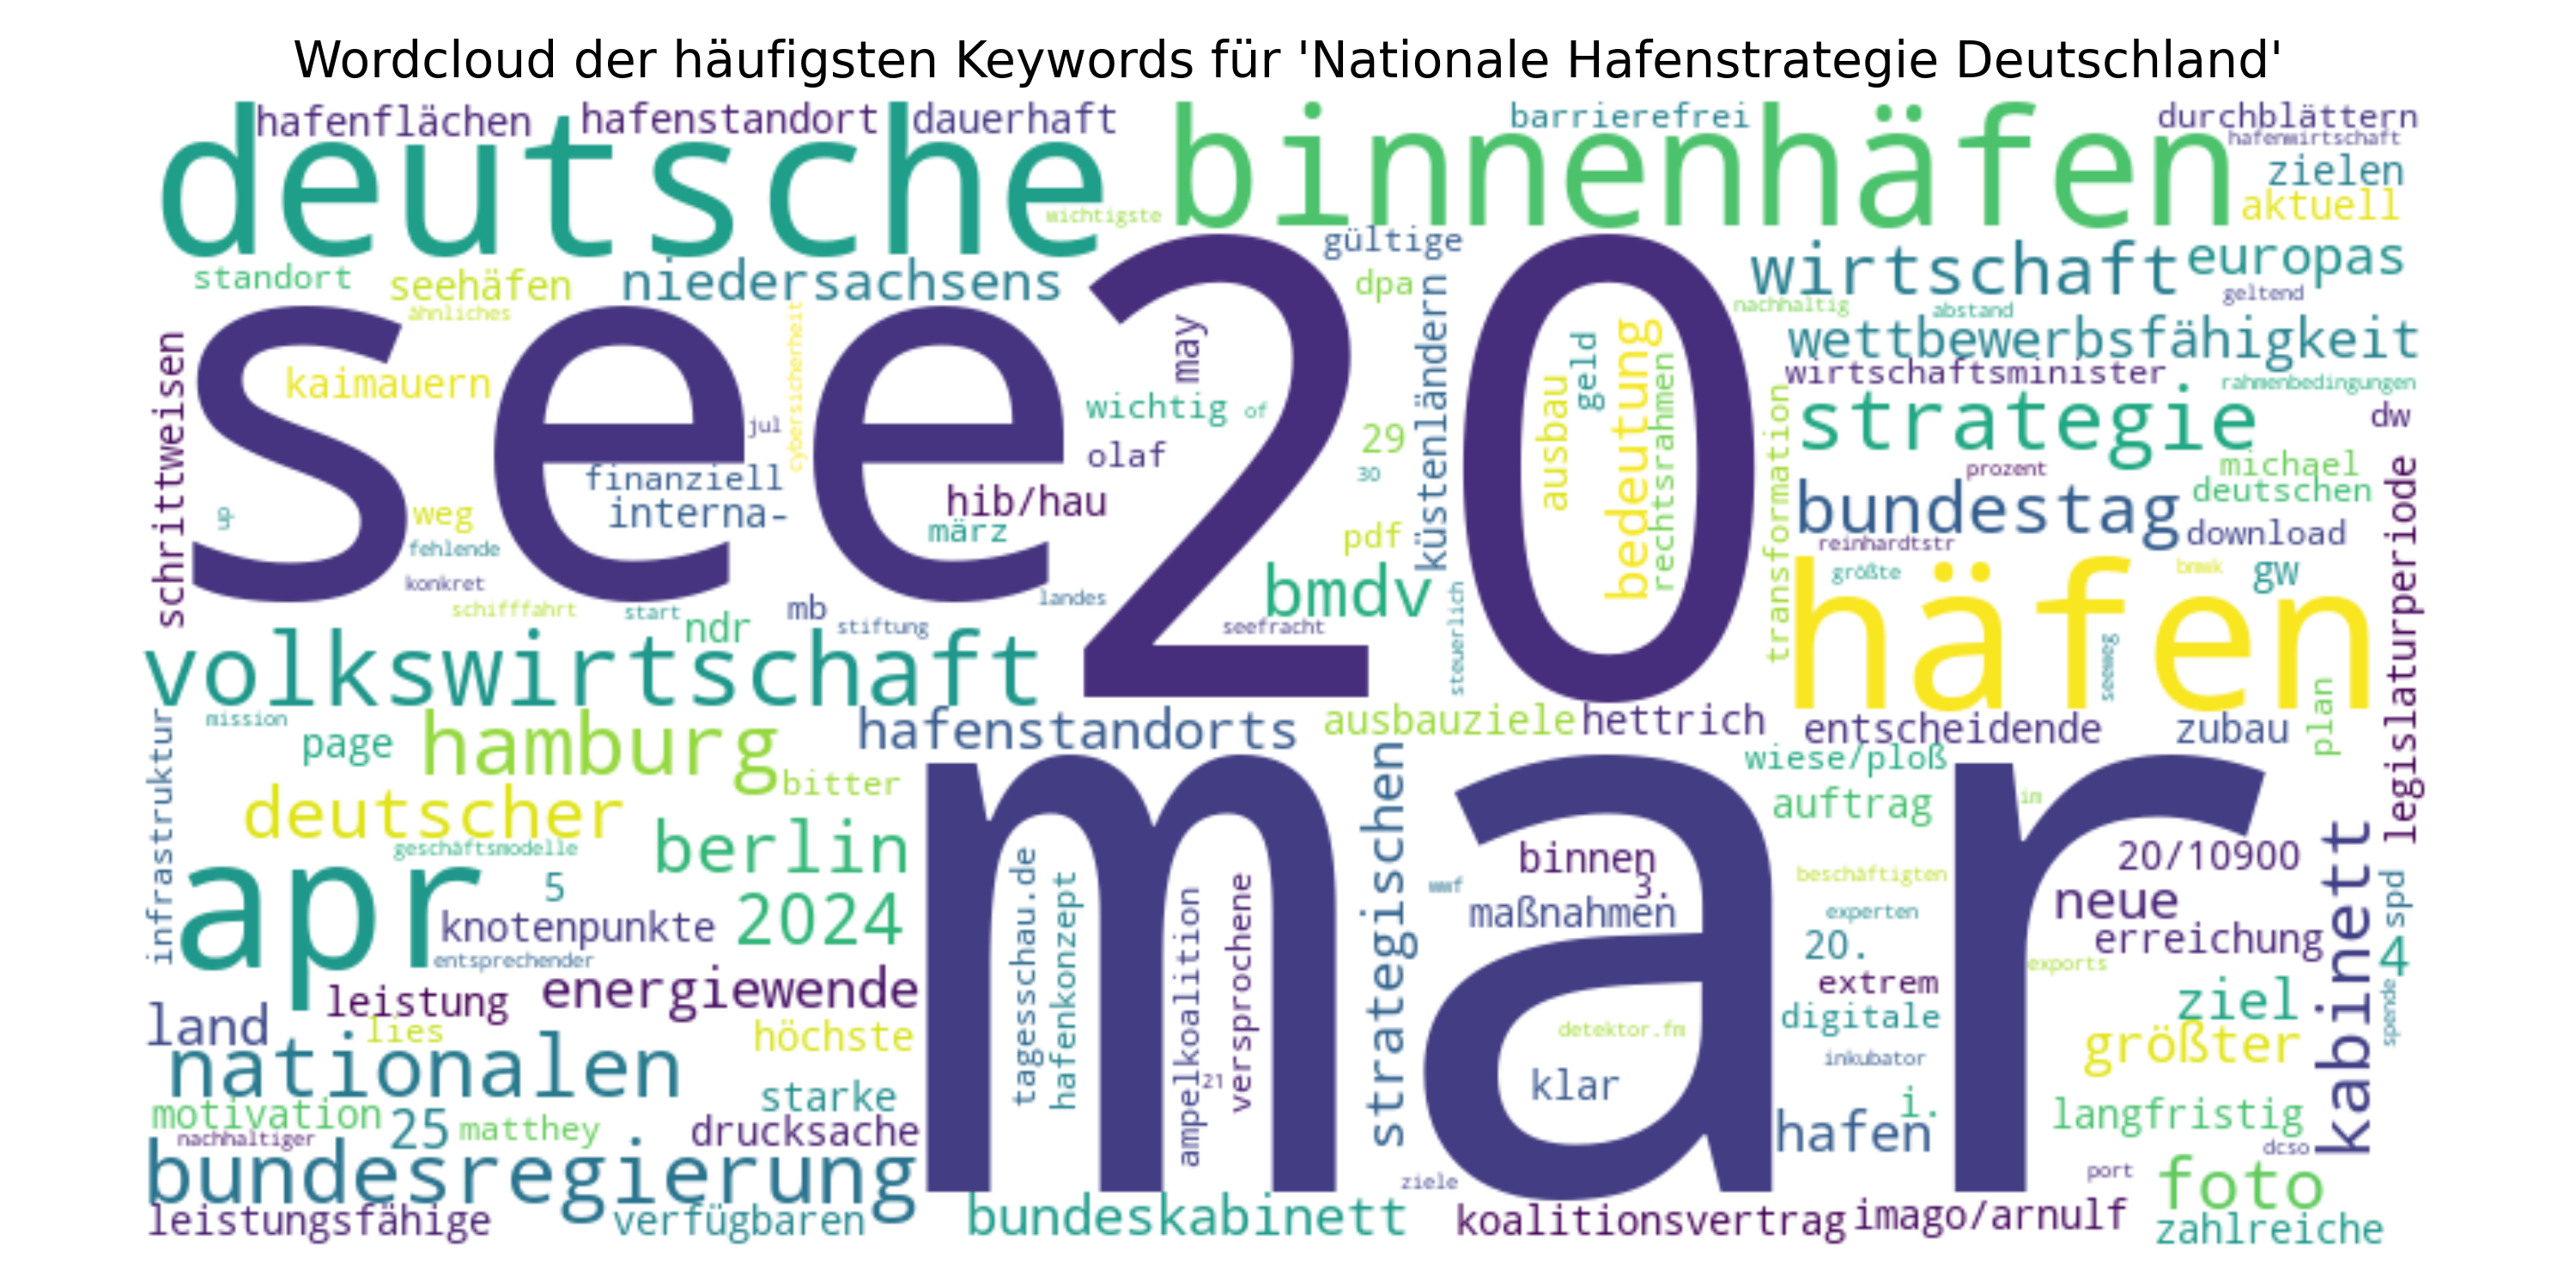 Wordcloud der häufigsten Keywords für 'Nationale Hafenstrategie Deutschland'
hafenflächen
hafenstandort
dauerhaft
barrierefrei
durchblättern
hafenwirtschaft
deutsche
binnenhäfen
zielen
aktuell
wichtigste
gültige
standort
seehäfen
niedersachsens
dpa
wirtschaft
europas
geltend
ähnliches
nachhaltig
abstand
see
20
cybersicherheit
may
küstenländern
ausbau
geld
bedeutung
rechtsrahmen
wettbewerbsfähigkeit
schrittweisen
kaimauern
wirtschaftsminister
rahmenbedingungen
wichtig
of
jul
olaf
29
30
transformation
strategie
dw
finanziell
interna-
hib/hau
märz
prozent
michael
deutschen
weg
fehlende
pdf
bundestag
download
reinhardtstr
legislaturperiode
konkret
landes
bmdv
größte
bmwk
gw
schifffahrt
start
mb
ndr
stiftung
seefracht
steuerlich
häfen
seeweg
volkswirtschaft
infrastruktur
mission
page
hamburg
hafenstandorts
ausbauziele
hettrich
entscheidende
zubau
plan
bitter
wiese/ploß
deutscher
mar
strategischen
auftrag
im
geschäftsmodelle
berlin
binnen
3.
20/10900
kabinett
apr
5
tagesschau.de
hafenkonzept
ampelkoalition
versprochene
wwf
maßnahmen
beschäftigten
experten
neue
spd
knotenpunkte
2024
20.
erreichung
4
entsprechender
exports
leistung
energiewende
extrem
ziel
spende
land
lies
höchste
detektor.fm
digitale
größter
nationalen
21
klar
inkubator
starke
motivation
25
matthey
drucksache
hafen
i.
langfristig
nachhaltiger
dcso
bundesregierung
ziele
port
foto
leistungsfähige
verfügbaren
bundeskabinett
koalitionsvertrag
imago/arnulf
zahlreiche